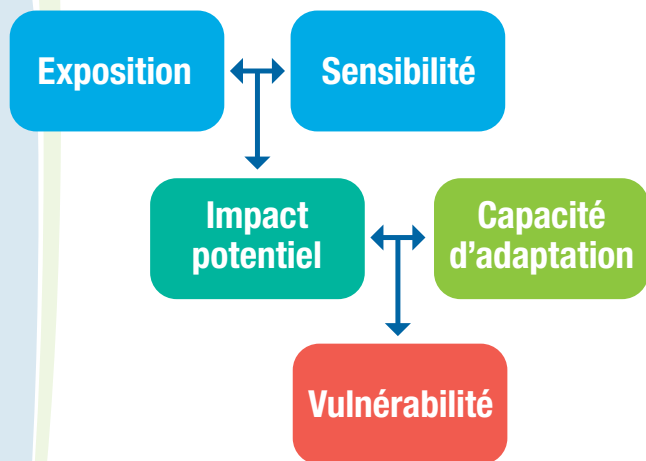 Exposition
Sensibilité
Impact
potentiel
Capacité
d'adaptation
Vulnérabilité